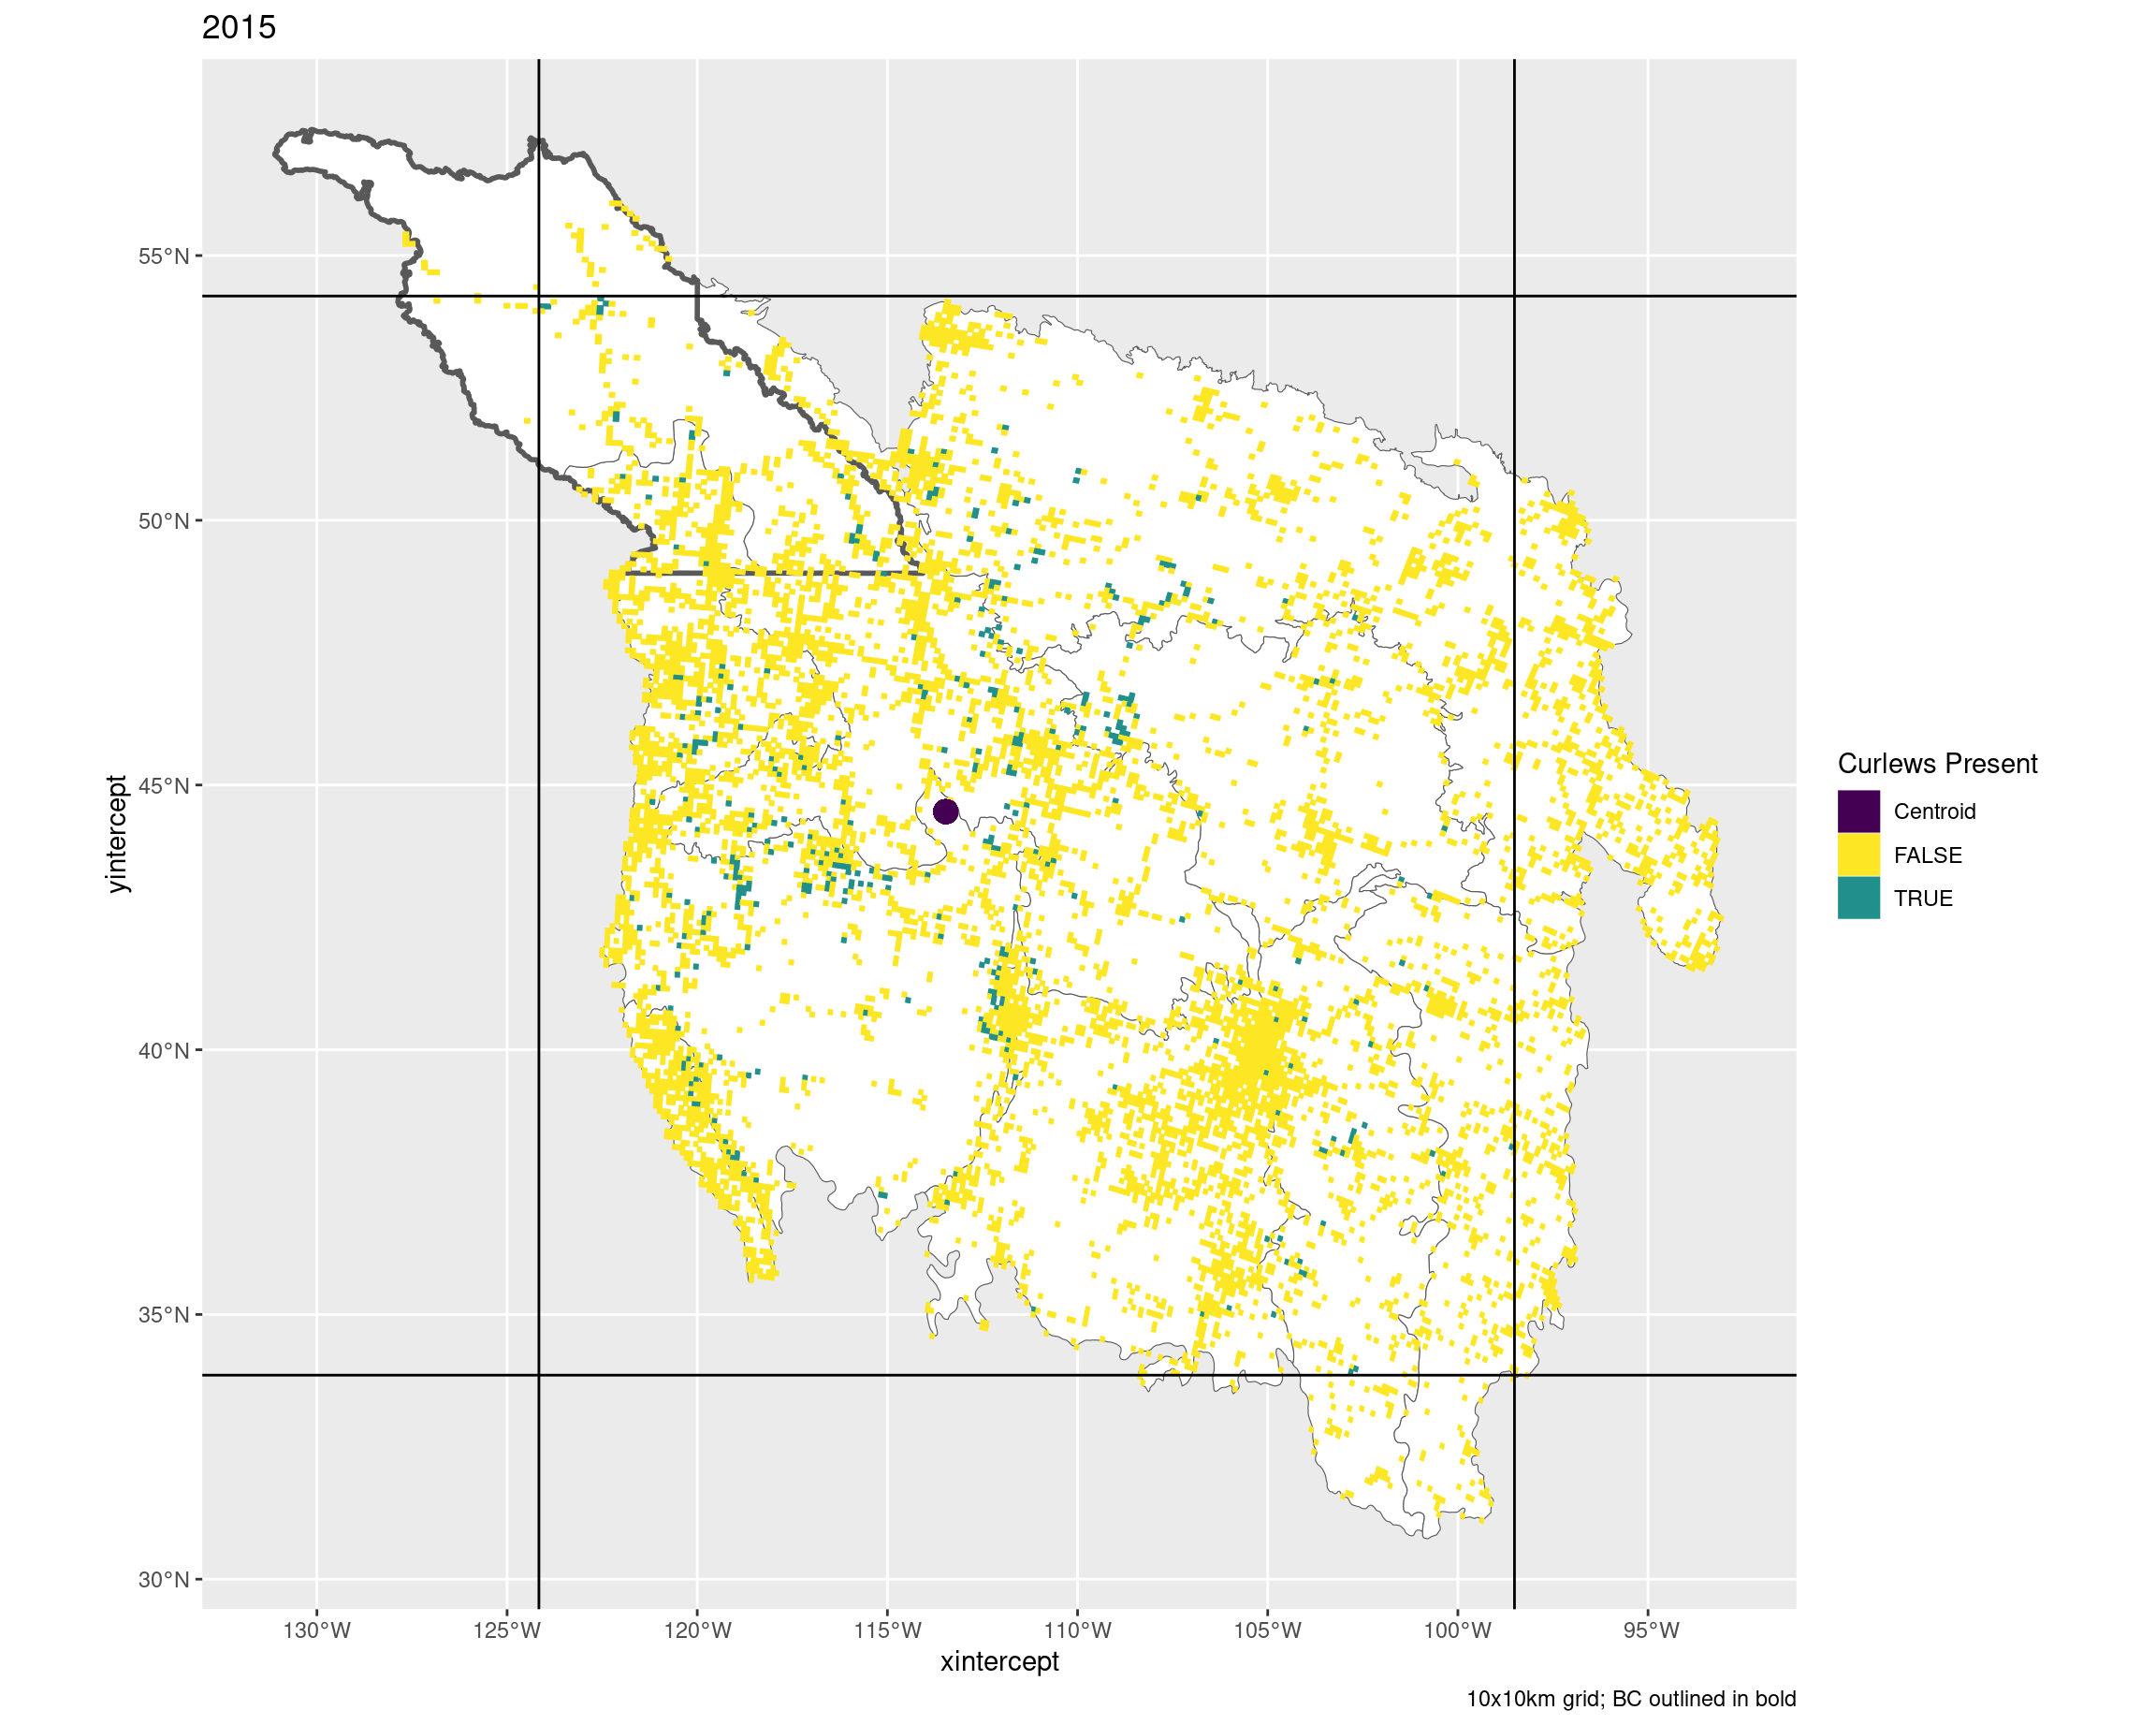 2015
55°N
50°N
45°N
40°N
35°N
30°N
yintercept
130°W
125°W
120°W
115°W
110°W
105°W
100°W
95°W
xintercept
Curlews Present
Centroid
FALSE
TRUE
10x10km grid; BC outlined in bold